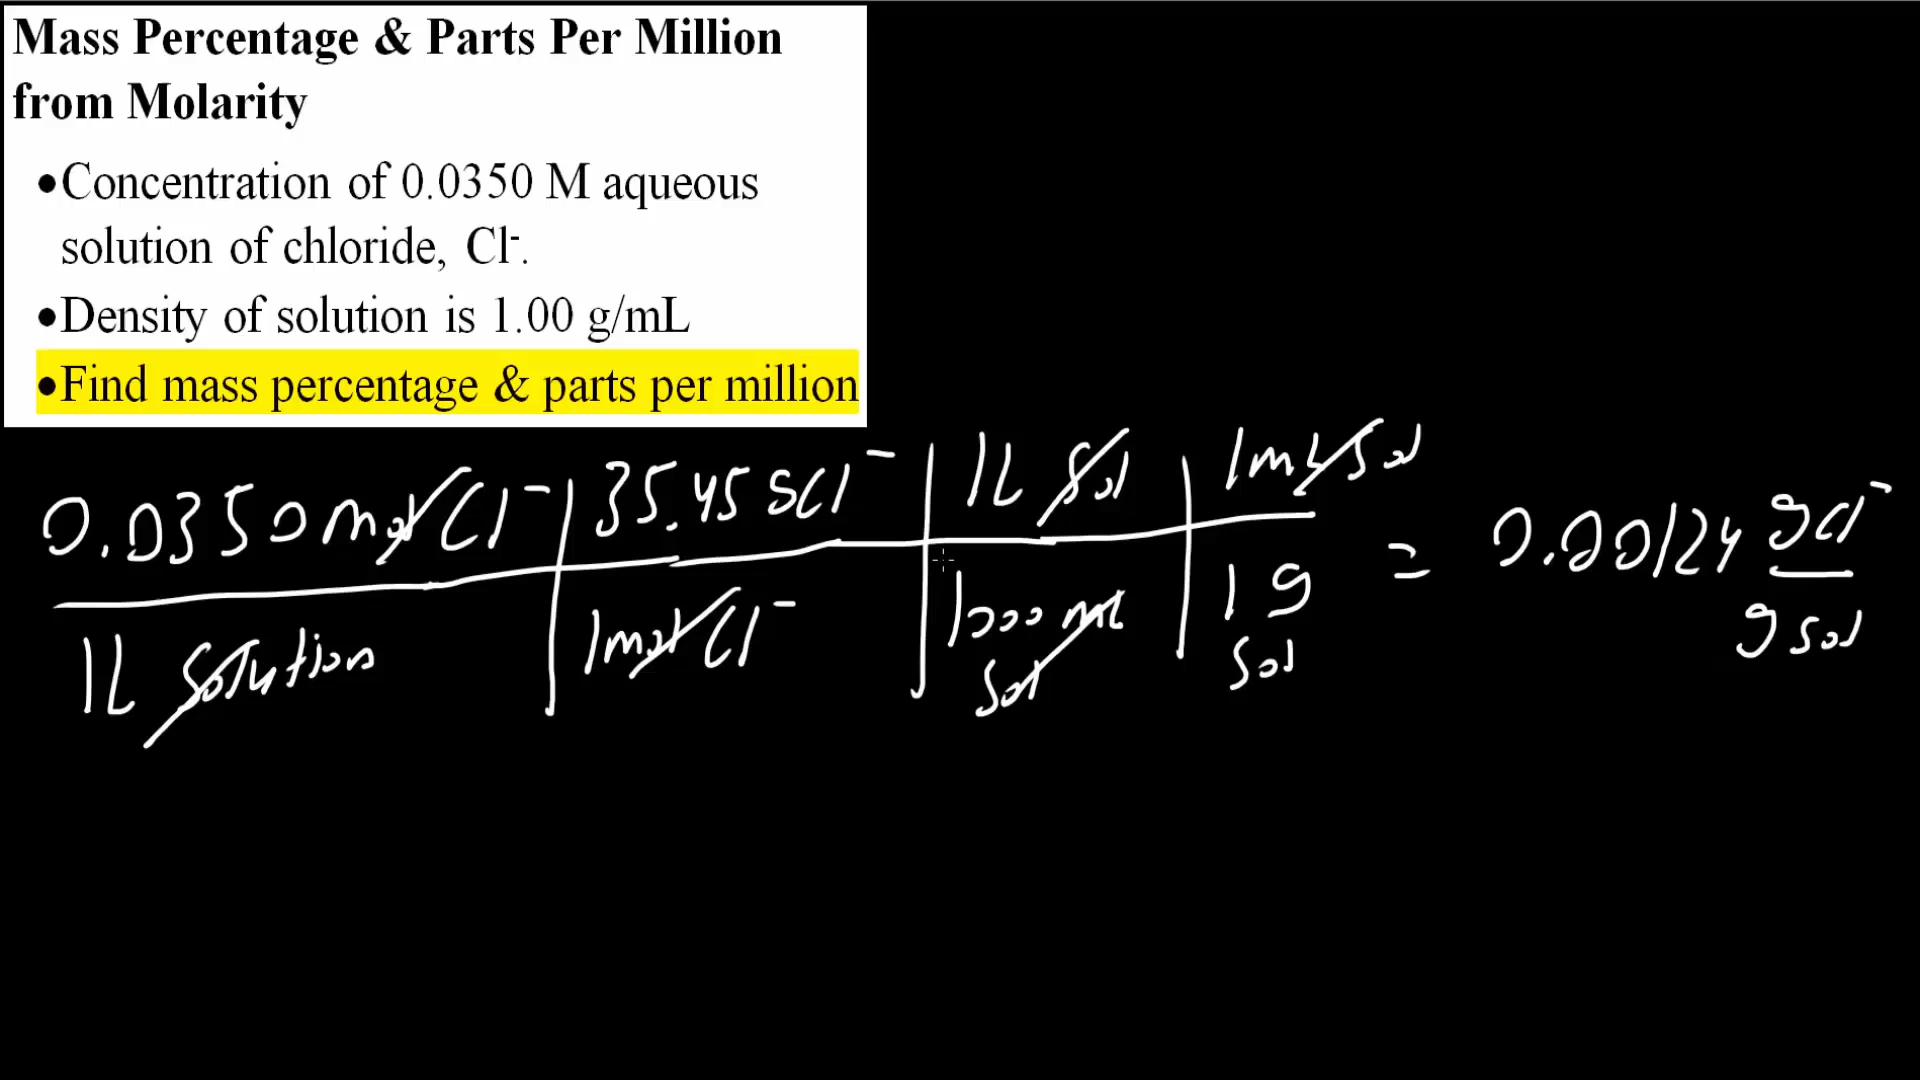 Mass Percentage & Parts Per Million
from Molarity
•Concentration of 0.0350 M aqueous
solution of chloride, Cl⁻.
•Density of solution is 1.00 g/mL
•Find mass percentage & parts per million
0.0350 mol Cl⁻ | 35.45 g Cl⁻ | 1L sol | 1mL sol = 0.00124 g Cl⁻
1L solution | 1mol Cl⁻ | 1000 mL sol | 1 g sol g sol